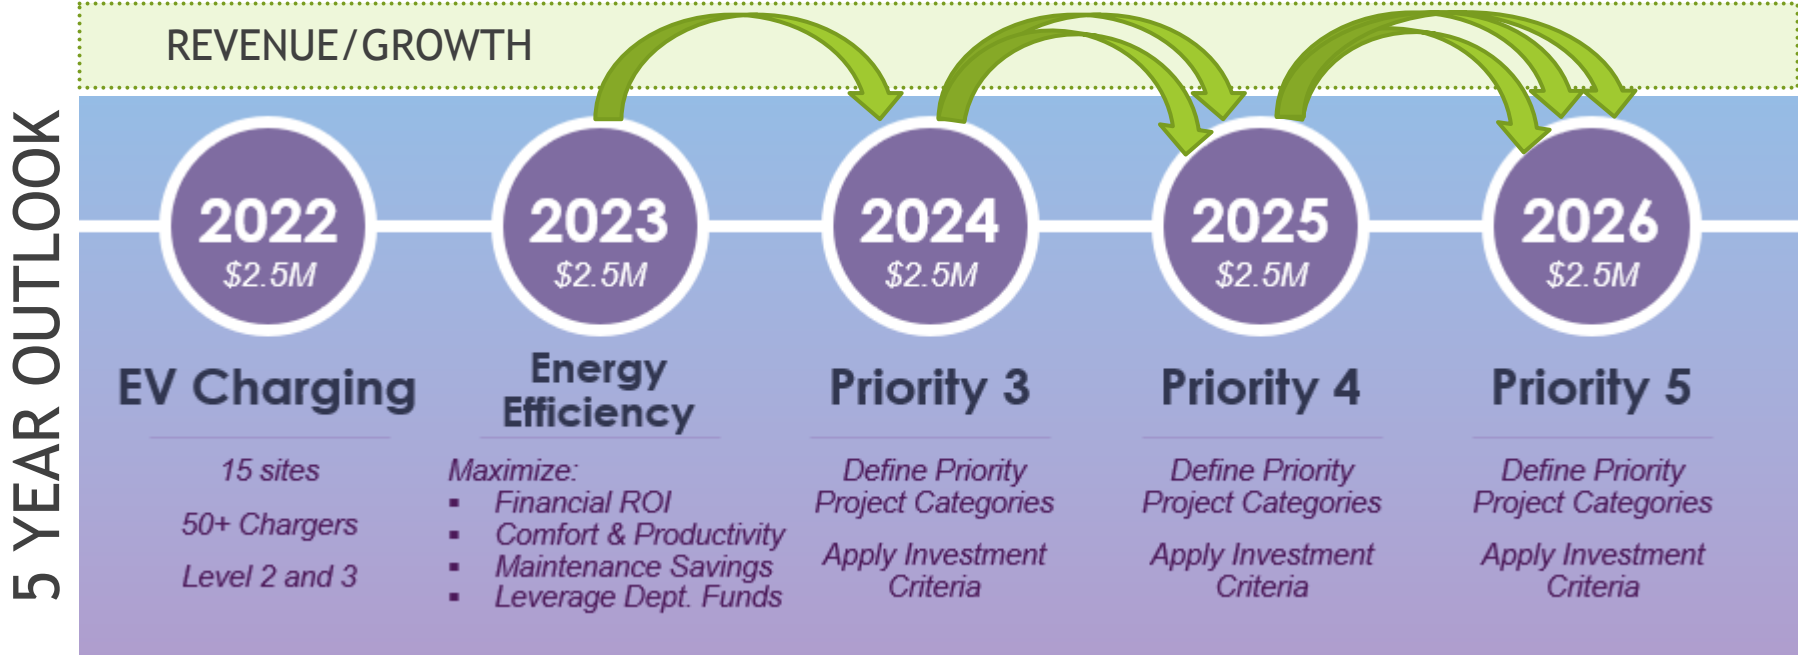 REVENUE/GROWTH
5 YEAR OUTLOOK
2022
$2.5M
EV Charging
15 sites
50+ Chargers
Level 2 and 3
2023
$2.5M
Energy
Efficiency
Maximize:
▪ Financial ROI
▪ Comfort & Productivity
▪ Maintenance Savings
▪ Leverage Dept. Funds
2024
$2.5M
Priority 3
Define Priority
Project Categories
Apply Investment
Criteria
2025
$2.5M
Priority 4
Define Priority
Project Categories
Apply Investment
Criteria
2026
$2.5M
Priority 5
Define Priority
Project Categories
Apply Investment
Criteria